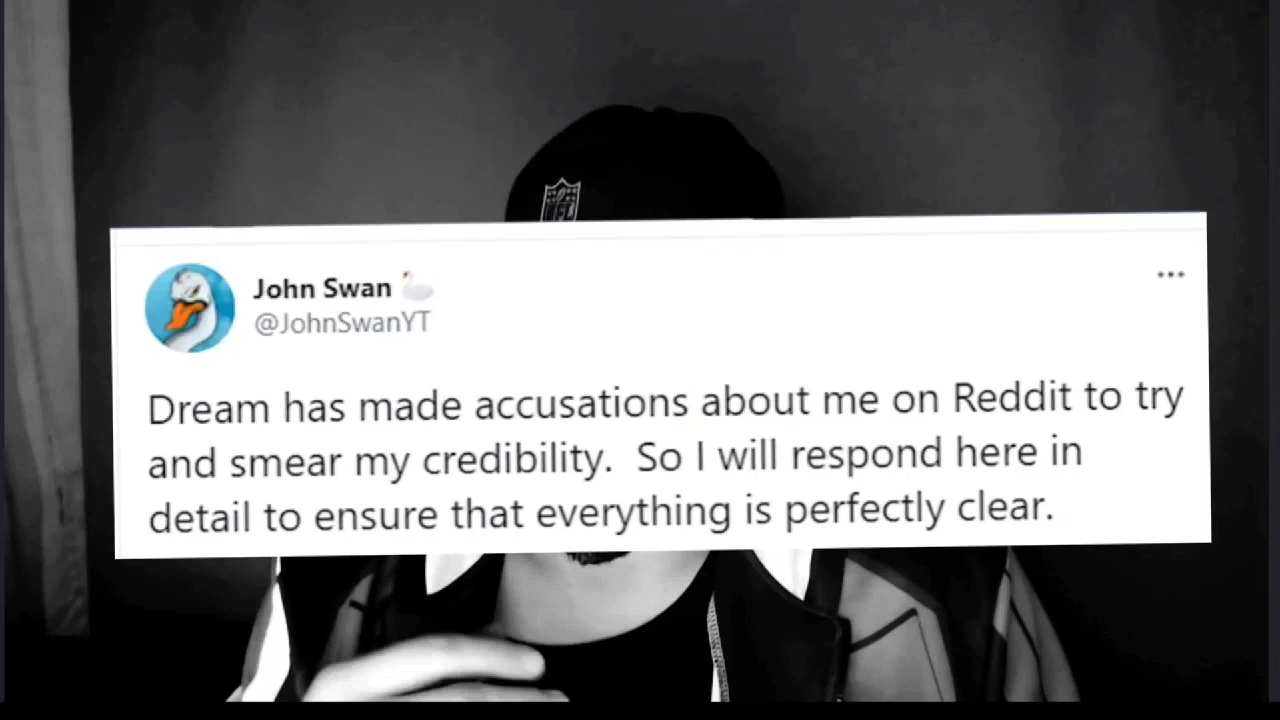 John Swan 🦢
@JohnSwanYT
Dream has made accusations about me on Reddit to try
and smear my credibility.  So I will respond here in
detail to ensure that everything is perfectly clear.